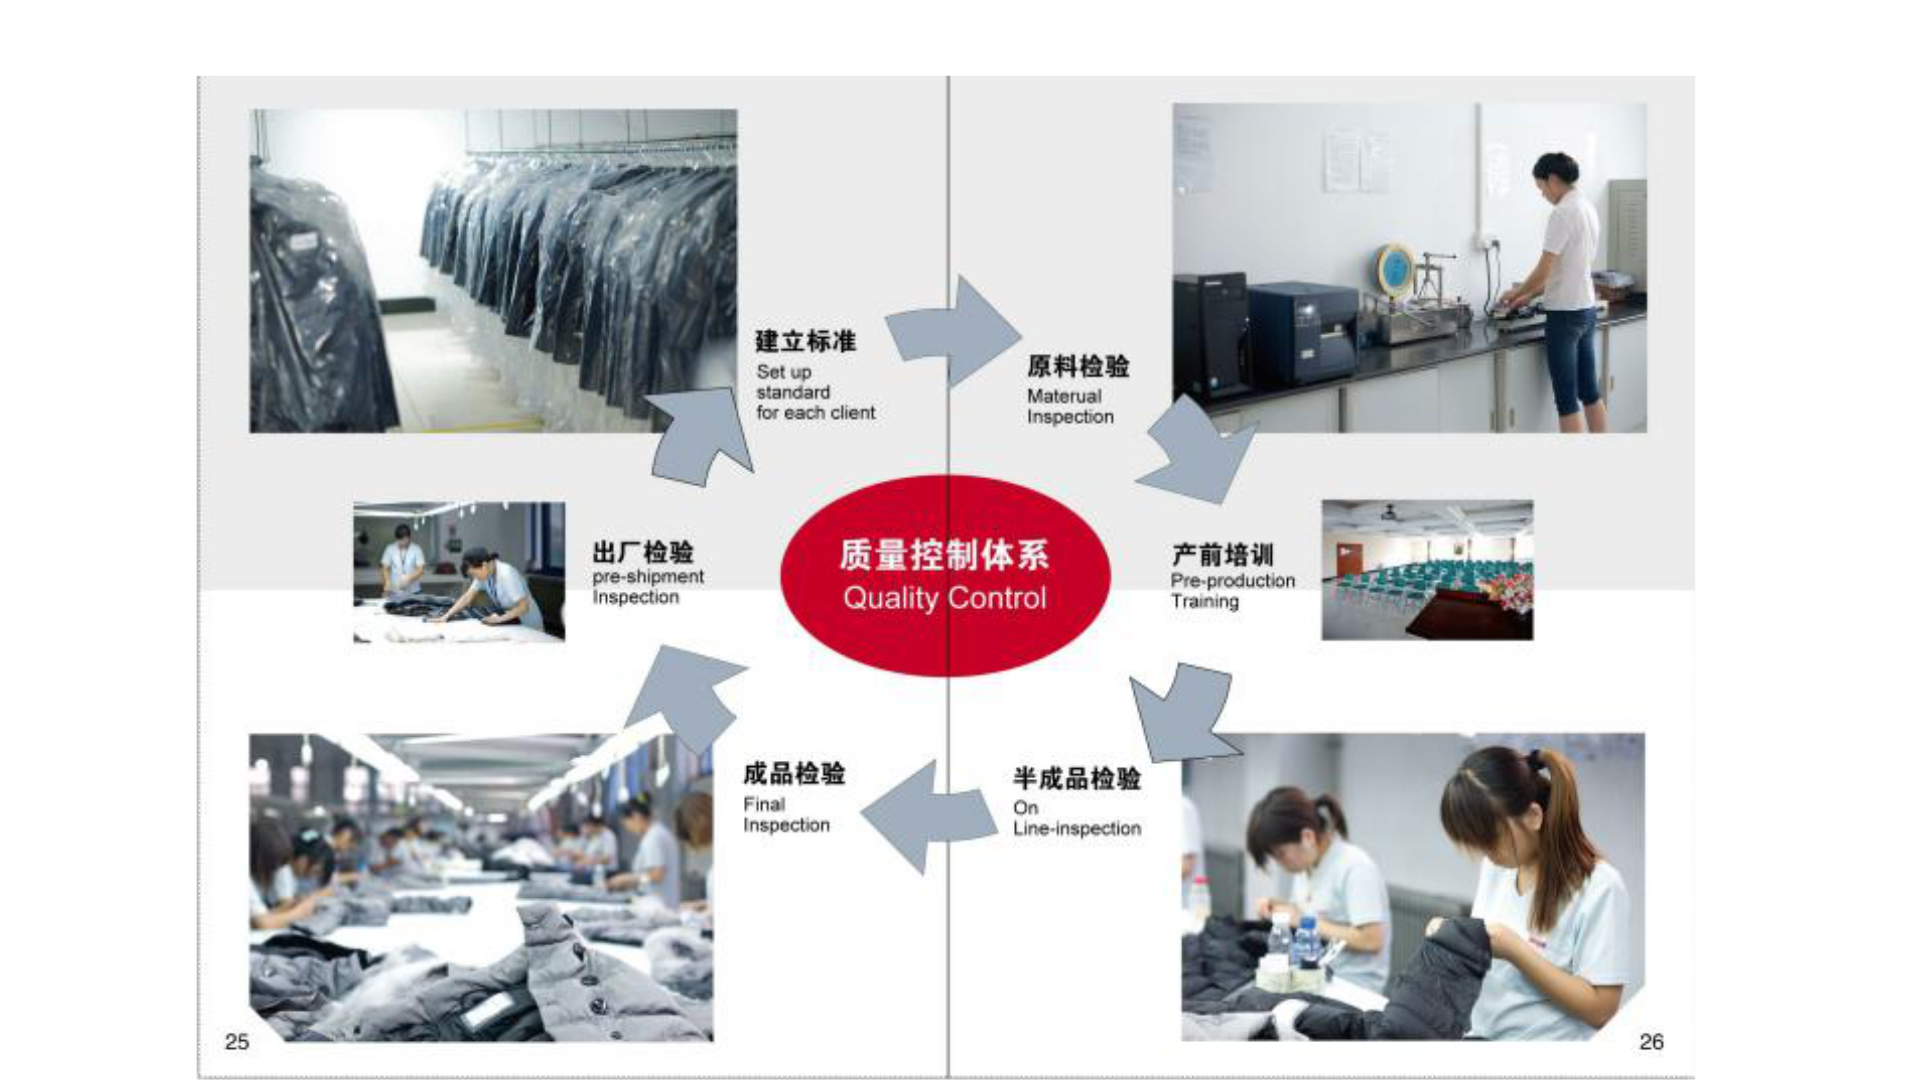 建立标准
Set up
standard
for each client
原料检验
Materual
Inspection
出厂检验
pre-shipment
Inspection
质量控制体系
Quality Control
产前培训
Pre-production
Training
成品检验
Final
Inspection
半成品检验
On
Line-inspection
25
26